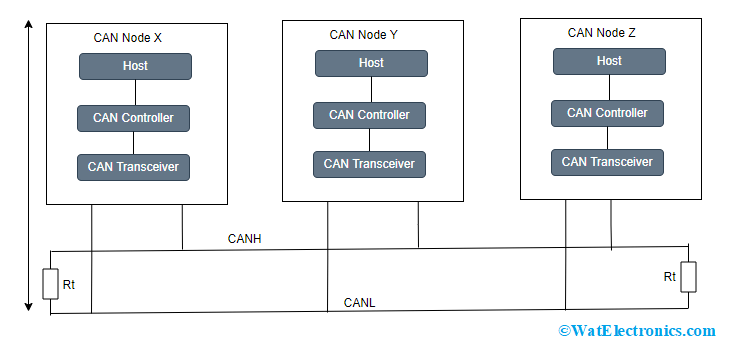 CAN Node X
Host
CAN Controller
CAN Transceiver
CAN Node Y
Host
CAN Controller
CAN Transceiver
CAN Node Z
Host
CAN Controller
CAN Transceiver
CANH
Rt
Rt
CANL
©WatElectronics.com